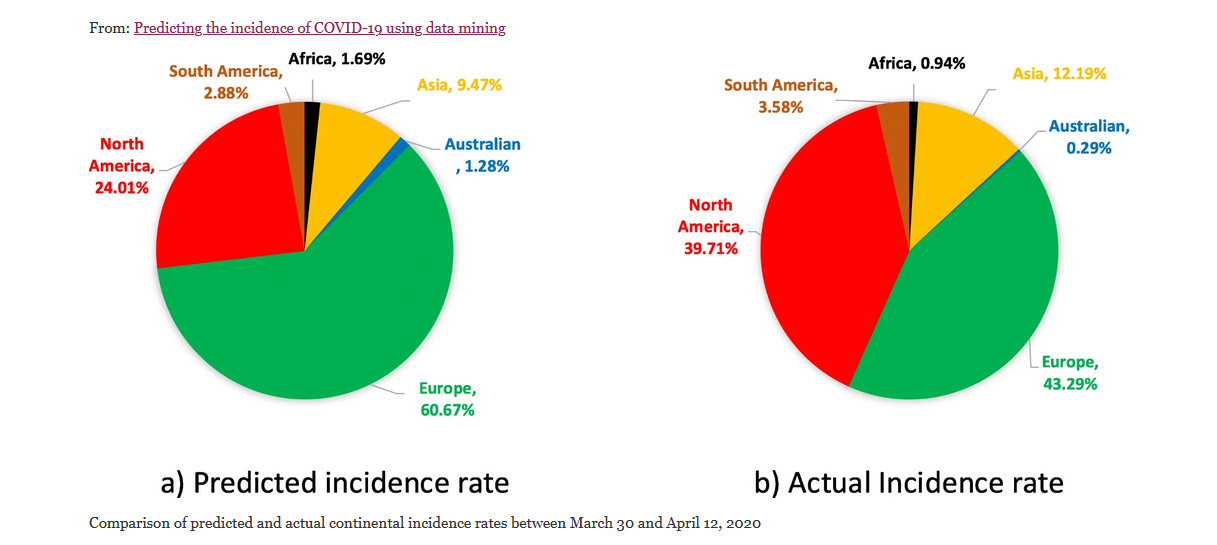 From: Predicting the incidence of COVID-19 using data mining
Africa, 1.69%
South America,
2.88%
Asia, 9.47%
North
America,
24.01%
Australian
, 1.28%
Europe,
60.67%
a) Predicted incidence rate
Africa, 0.94%
South America,
3.58%
Asia, 12.19%
Australian,
0.29%
North
America,
39.71%
Europe,
43.29%
b) Actual Incidence rate
Comparison of predicted and actual continental incidence rates between March 30 and April 12, 2020